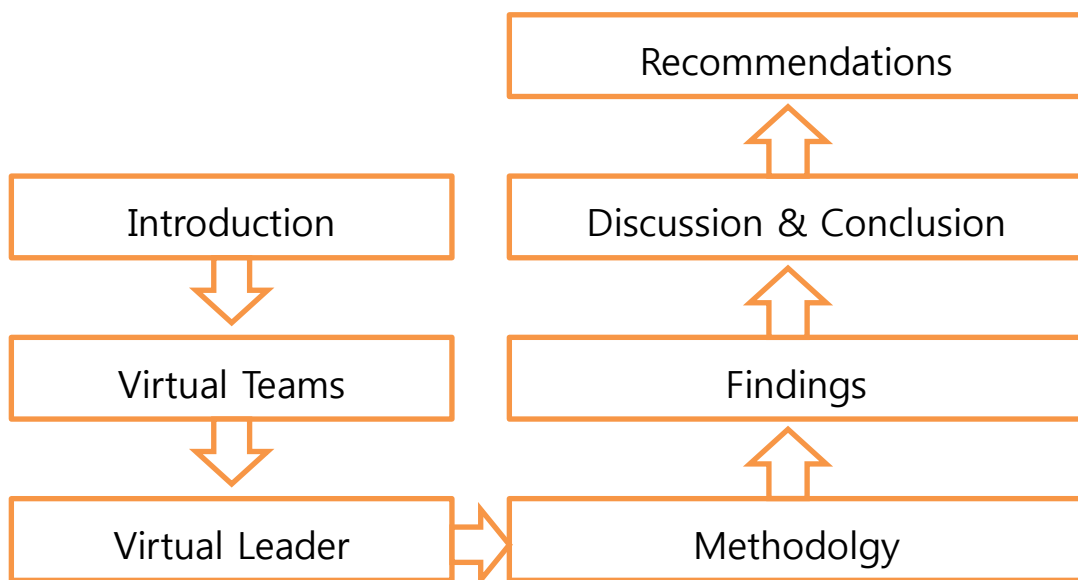 Introduction
Virtual Teams
Virtual Leader
Methodolgy
Findings
Discussion & Conclusion
Recommendations